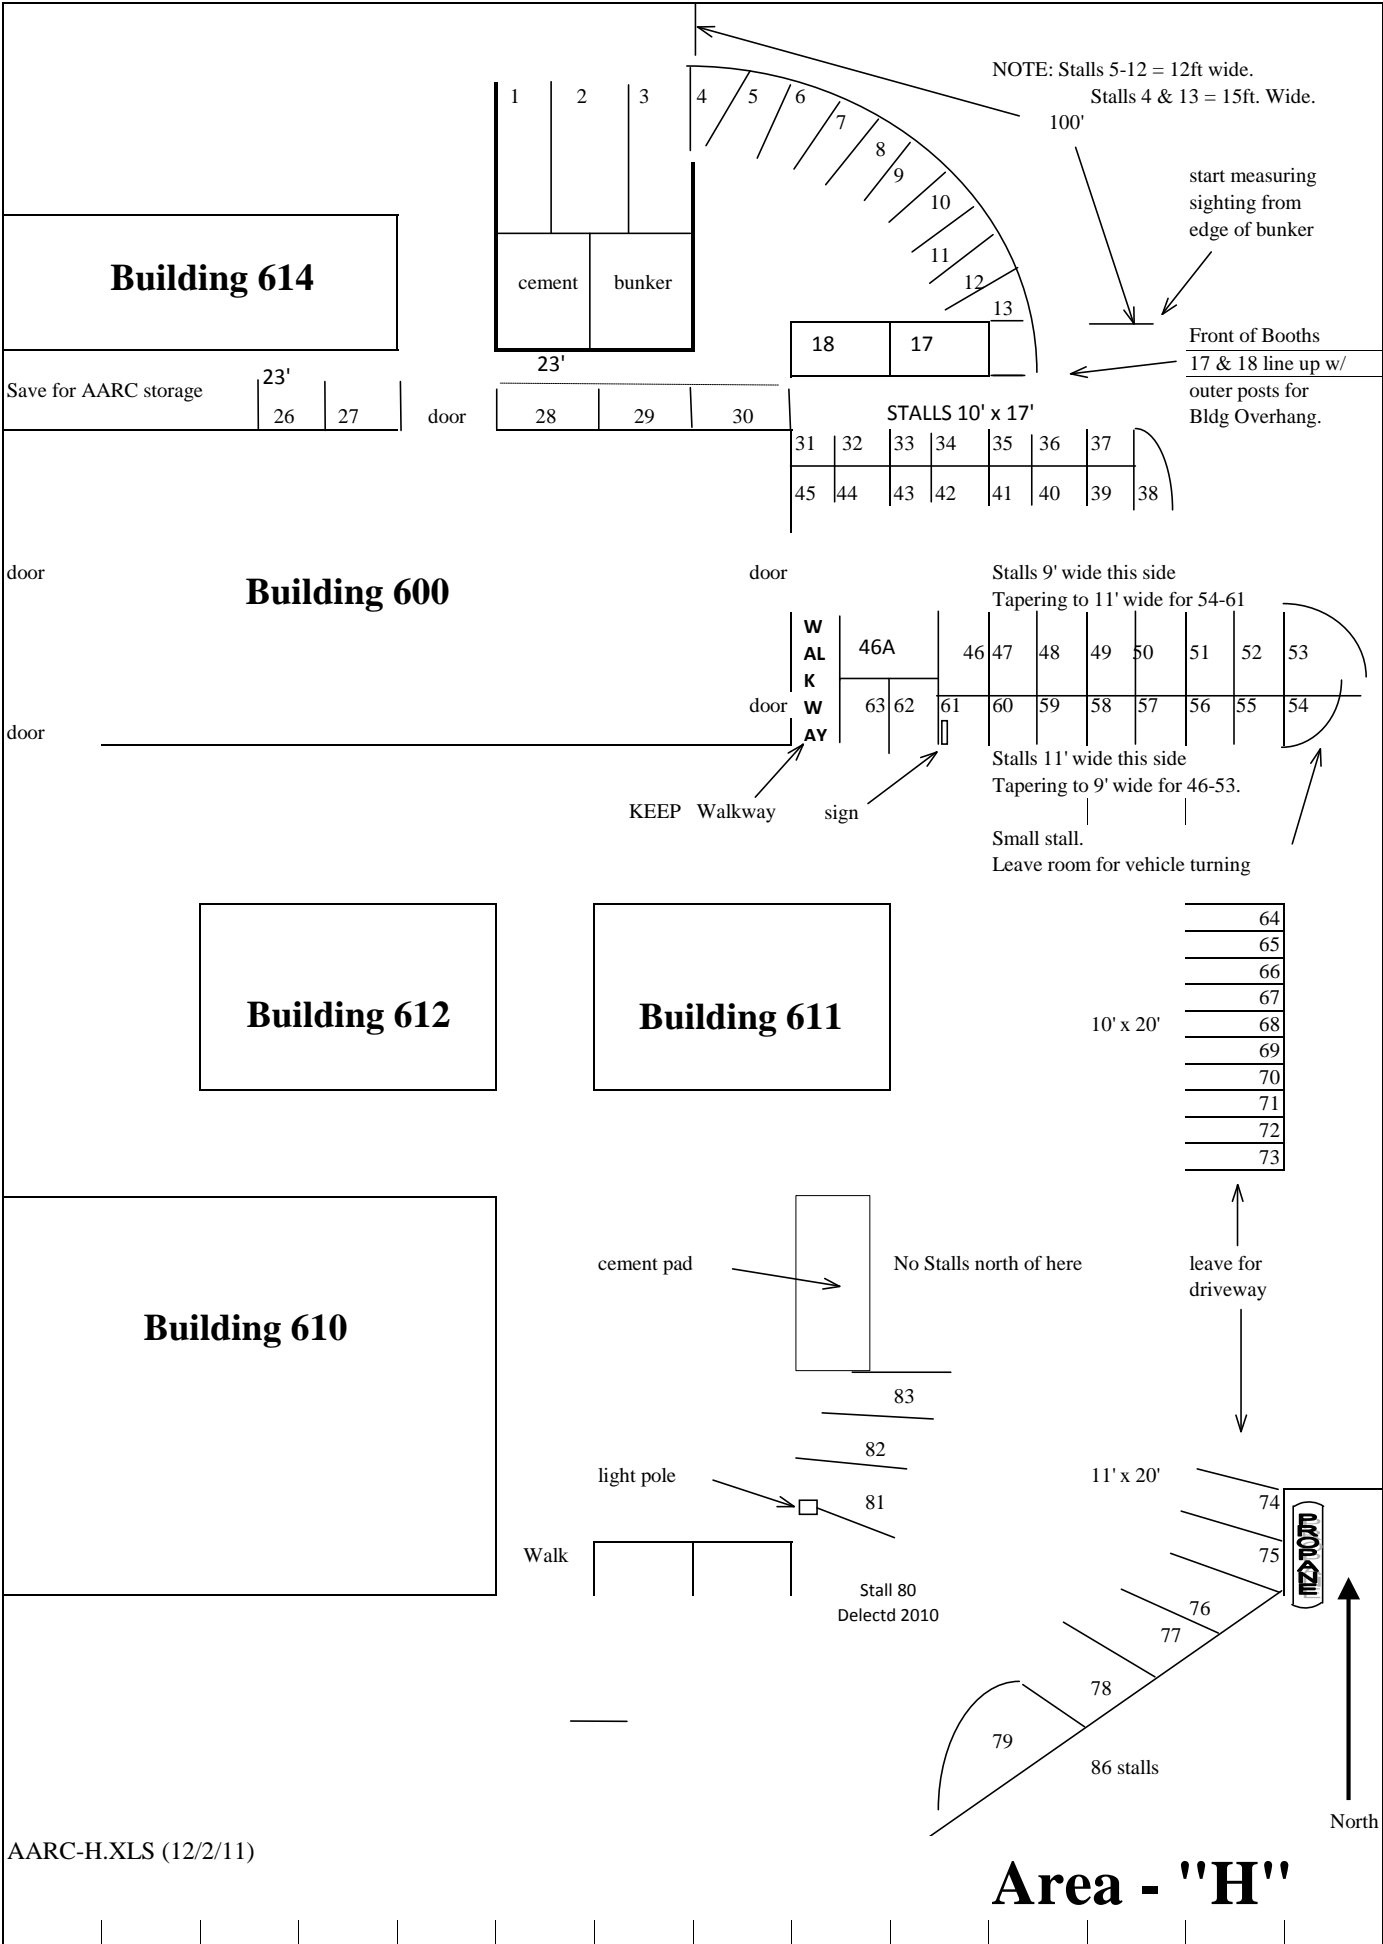 NOTE: Stalls 5-12 = 12ft wide.
Stalls 4 & 13 = 15ft. Wide.
1 2 3 4 5 6
7
100'
8
9
start measuring
sighting from
edge of bunker
10
11
12
13
Building 614
cement bunker
18 17
Front of Booths
17 & 18 line up w/
outer posts for
Bldg Overhang.
Save for AARC storage
23'
23'
26 27 door 28 29 30
STALLS 10' x 17'
31 32 33 34 35 36 37
45 44 43 42 41 40 39 38
door
Building 600
door
Stalls 9' wide this side
Tapering to 11' wide for 54-61
W
AL
K
W
AY
46A 46 47 48 49 50 51 52 53
door
63 62 61 60 59 58 57 56 55 54
door
Stalls 11' wide this side
Tapering to 9' wide for 46-53.
KEEP Walkway sign
Small stall.
Leave room for vehicle turning
Building 612
Building 611
10' x 20'
64
65
66
67
68
69
70
71
72
73
cement pad
No Stalls north of here
leave for
driveway
Building 610
83
82
light pole
81
11' x 20'
74
75
PROPANE
Walk
Stall 80
Delectd 2010
76
77
78
79
86 stalls
North
AARC-H.XLS (12/2/11)
Area - "H"